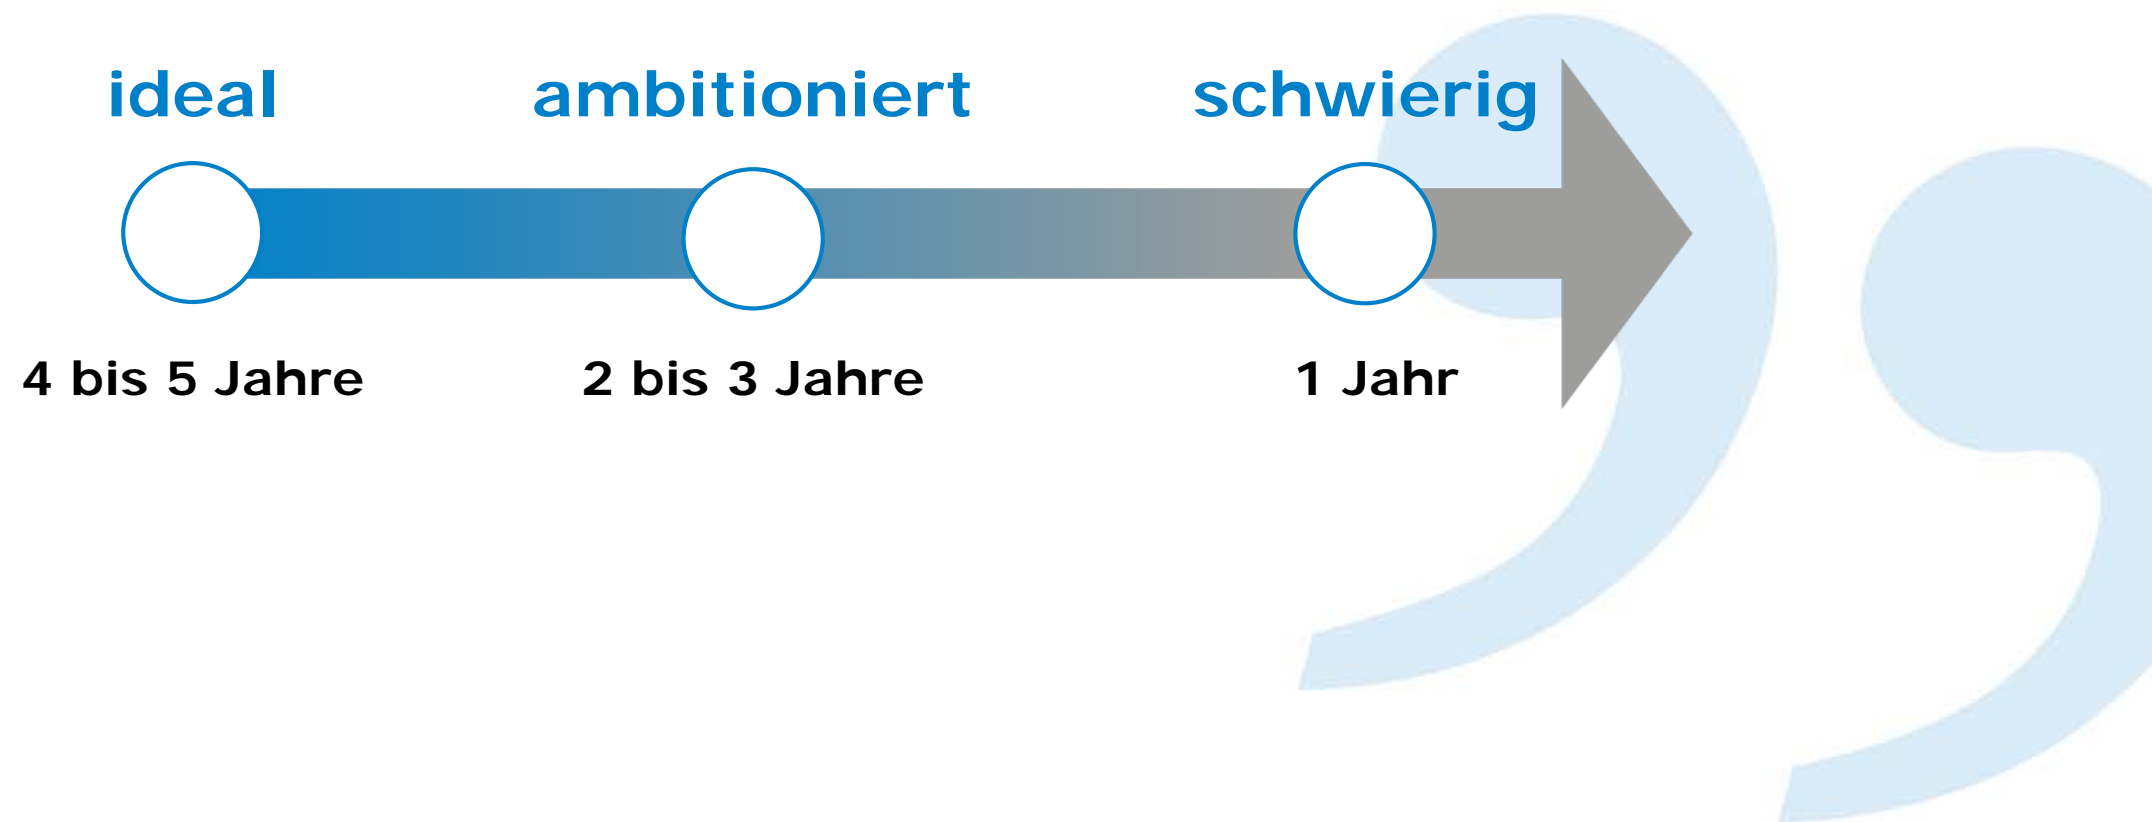 ideal ambitioniert schwierig
4 bis 5 Jahre 2 bis 3 Jahre 1 Jahr